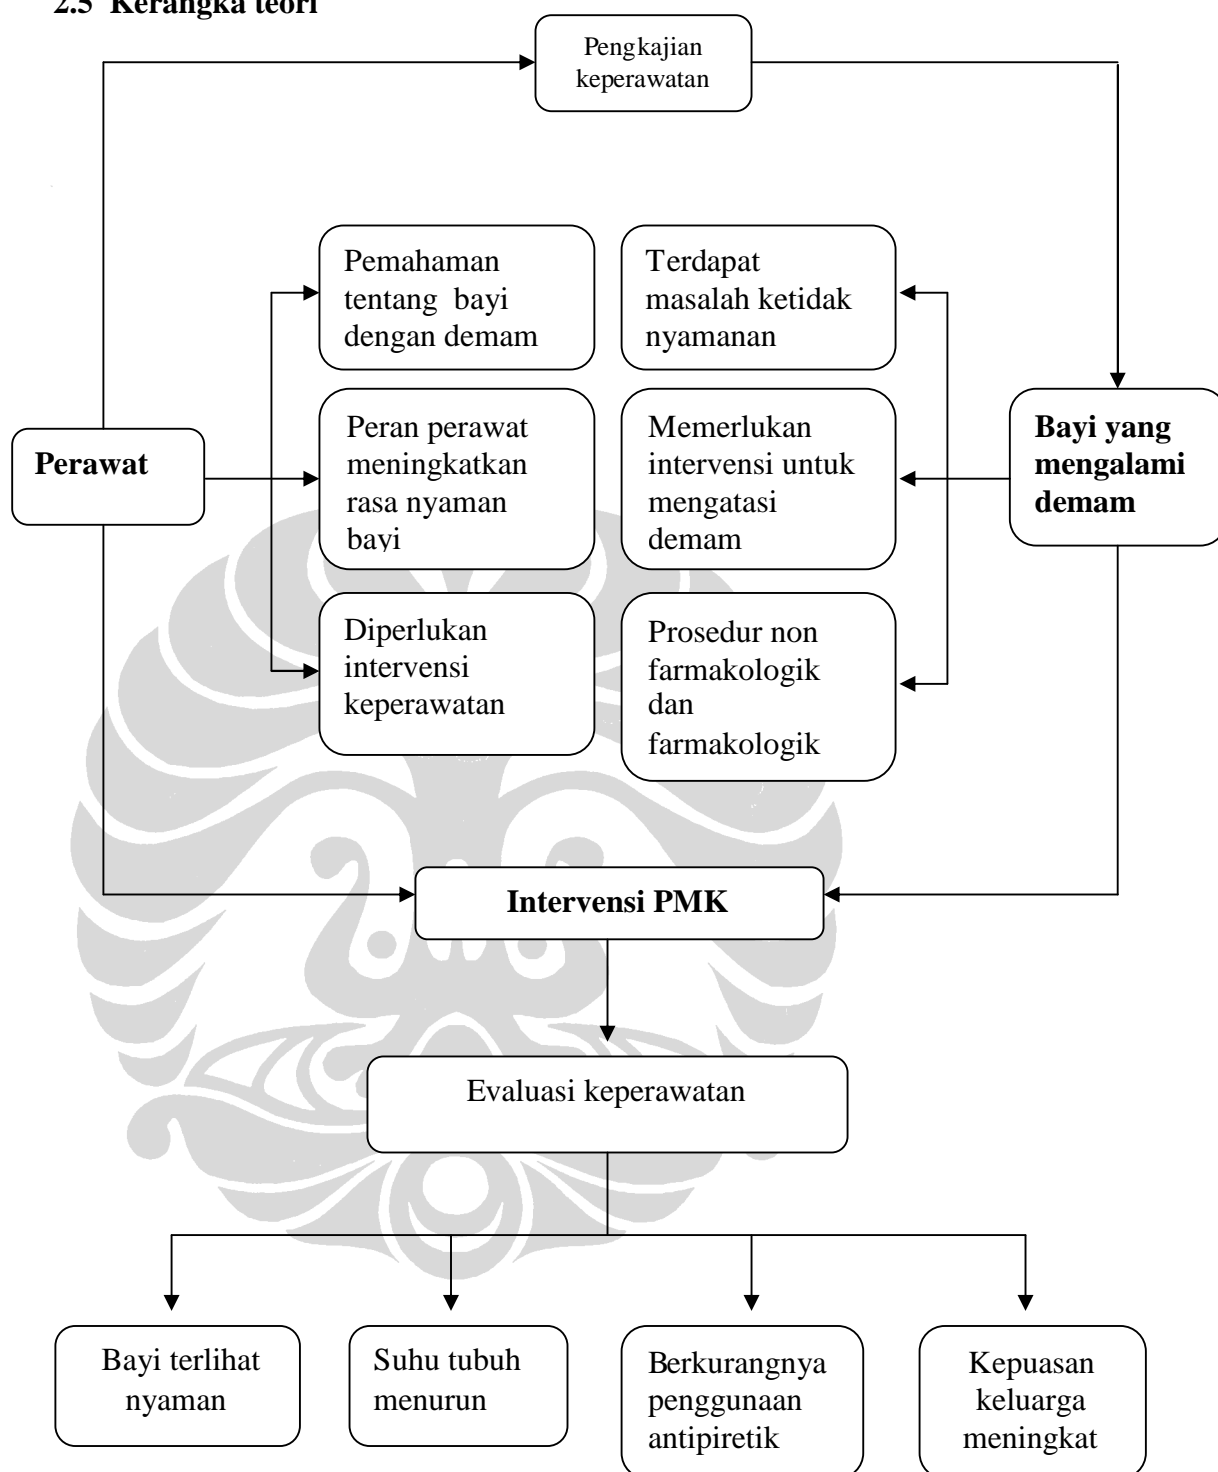 2.5 Kerangka teori
Pengkajian
keperawatan
Pemahaman
tentang bayi
dengan demam
Terdapat
masalah ketidak
nyamanan
Perawat
Peran perawat
meningkatkan
rasa nyaman
bayi
Memerlukan
intervensi untuk
mengatasi
demam
Bayi yang
mengalami
demam
Diperlukan
intervensi
keperawatan
Prosedur non
farmakologik
dan
farmakologik
Intervensi PMK
Evaluasi keperawatan
Bayi terlihat
nyaman
Suhu tubuh
menurun
Berkurangnya
penggunaan
antipiretik
Kepuasan
keluarga
meningkat